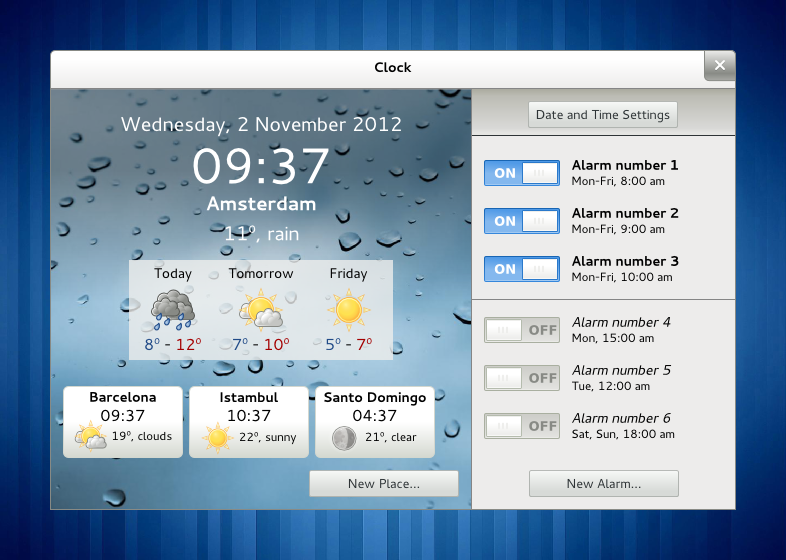 Clock
Wednesday, 2 November 2012
09:37
Amsterdam
11º, rain
Today Tomorrow Friday
8º - 12º 7º - 10º 5º - 7º
Barcelona
09:37
19º, clouds
Istambul
10:37
22º, sunny
Santo Domingo
04:37
21º, clear
New Place...
Date and Time Settings
ON Alarm number 1
Mon-Fri, 8:00 am
ON Alarm number 2
Mon-Fri, 9:00 am
ON Alarm number 3
Mon-Fri, 10:00 am
OFF Alarm number 4
Mon, 15:00 am
OFF Alarm number 5
Tue, 12:00 am
OFF Alarm number 6
Sat, Sun, 18:00 am
New Alarm...